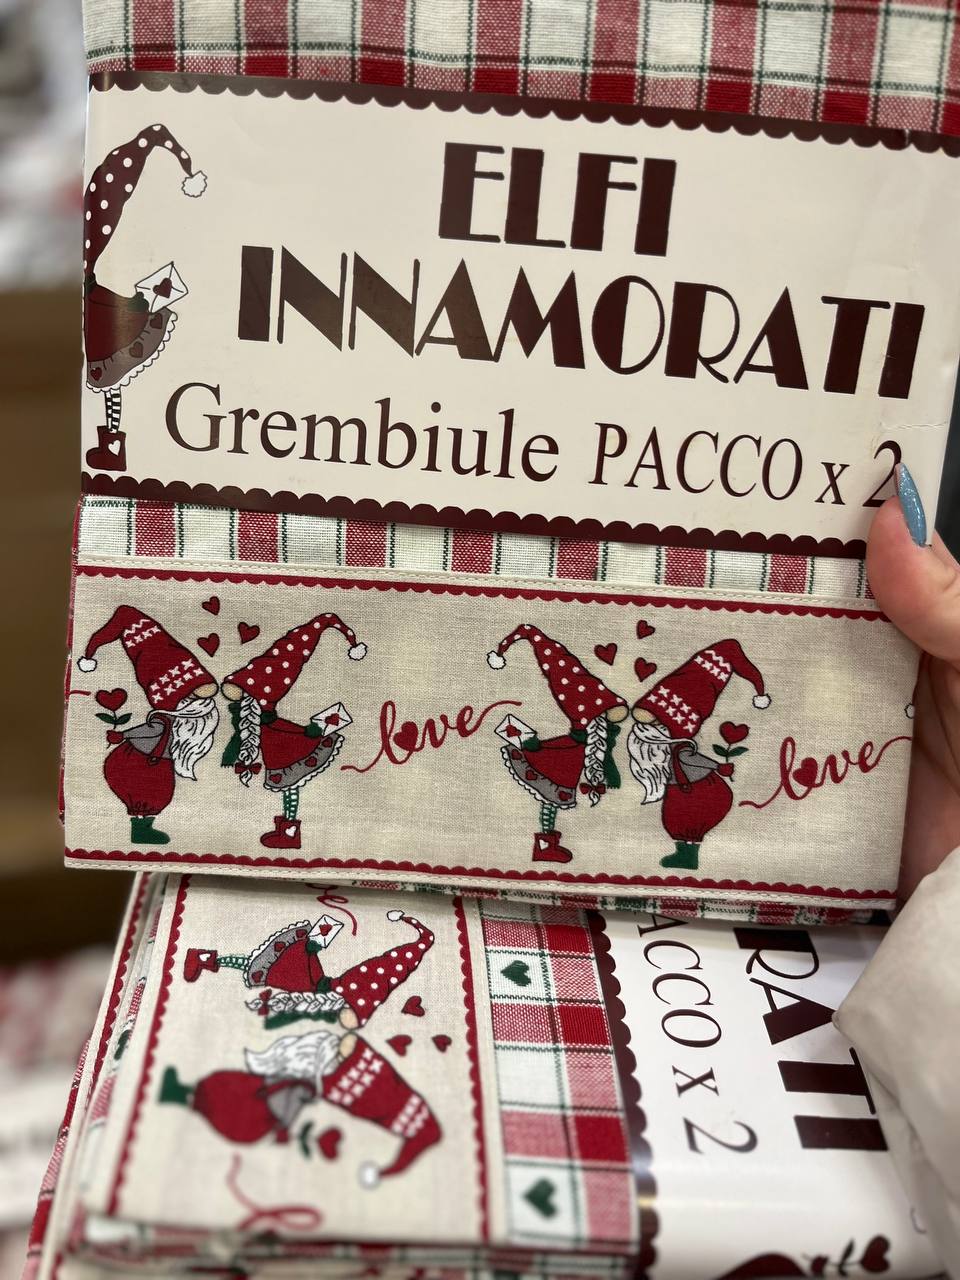 ELFI
INNAMORATI
Grembiule PACCO x 2
love
love
RATI
ACCO x 2